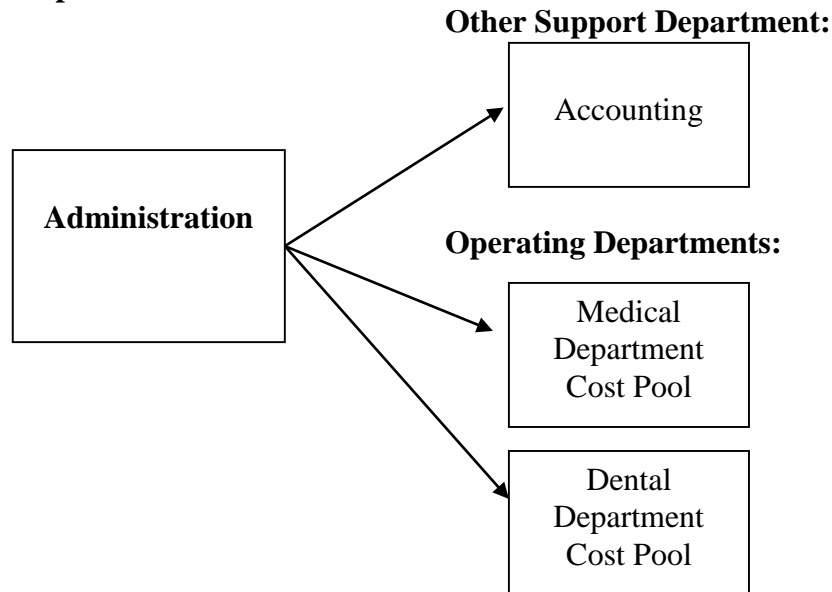 Other Support Department:
Accounting
Administration
Operating Departments:
Medical
Department
Cost Pool
Dental
Department
Cost Pool